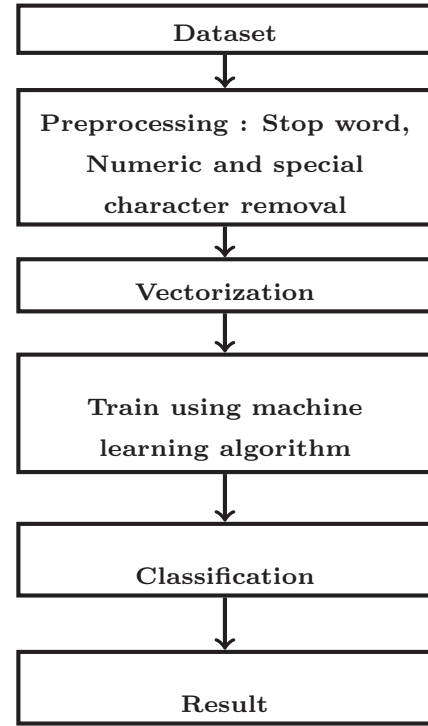 Dataset
Preprocessing : Stop word,
Numeric and special
character removal
Vectorization
Train using machine
learning algorithm
Classification
Result